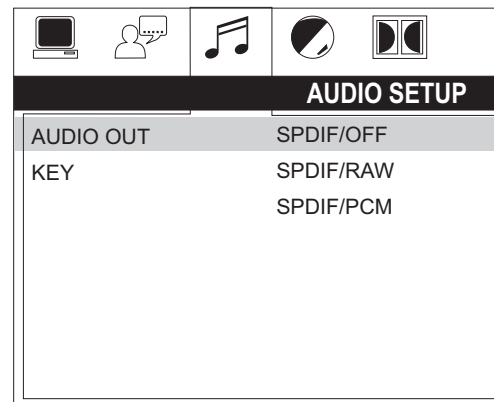 AUDIO SETUP
AUDIO OUT SPDIF/OFF
KEY SPDIF/RAW
SPDIF/PCM